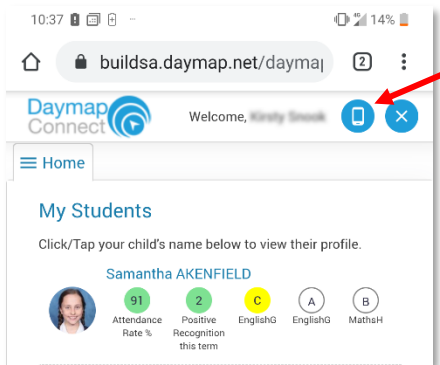 10:37 14%
buildsa.daymap.net/daymap 2
Daymap
Connect
Welcome,
Home
My Students
Click/Tap your child's name below to view their profile.
Samantha AKENFIELD
91 2 C A B
Attendance Positive EnglishG EnglishG MathsH
Rate % Recognition
this term